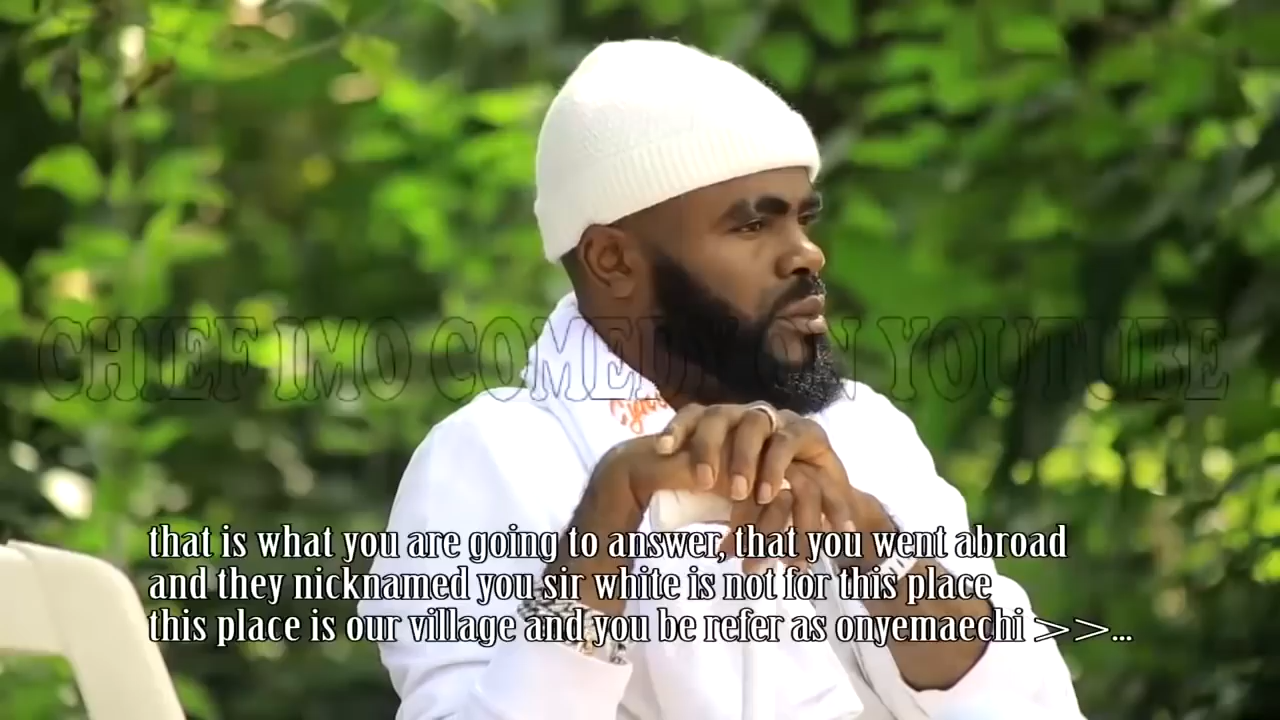 CHIEF IMO COMEDY ON YOUTUBE
that is what you are going to answer, that you went abroad
and they nicknamed you sir white is not for this place
this place is our village and you be refer as onyemaechi >>...